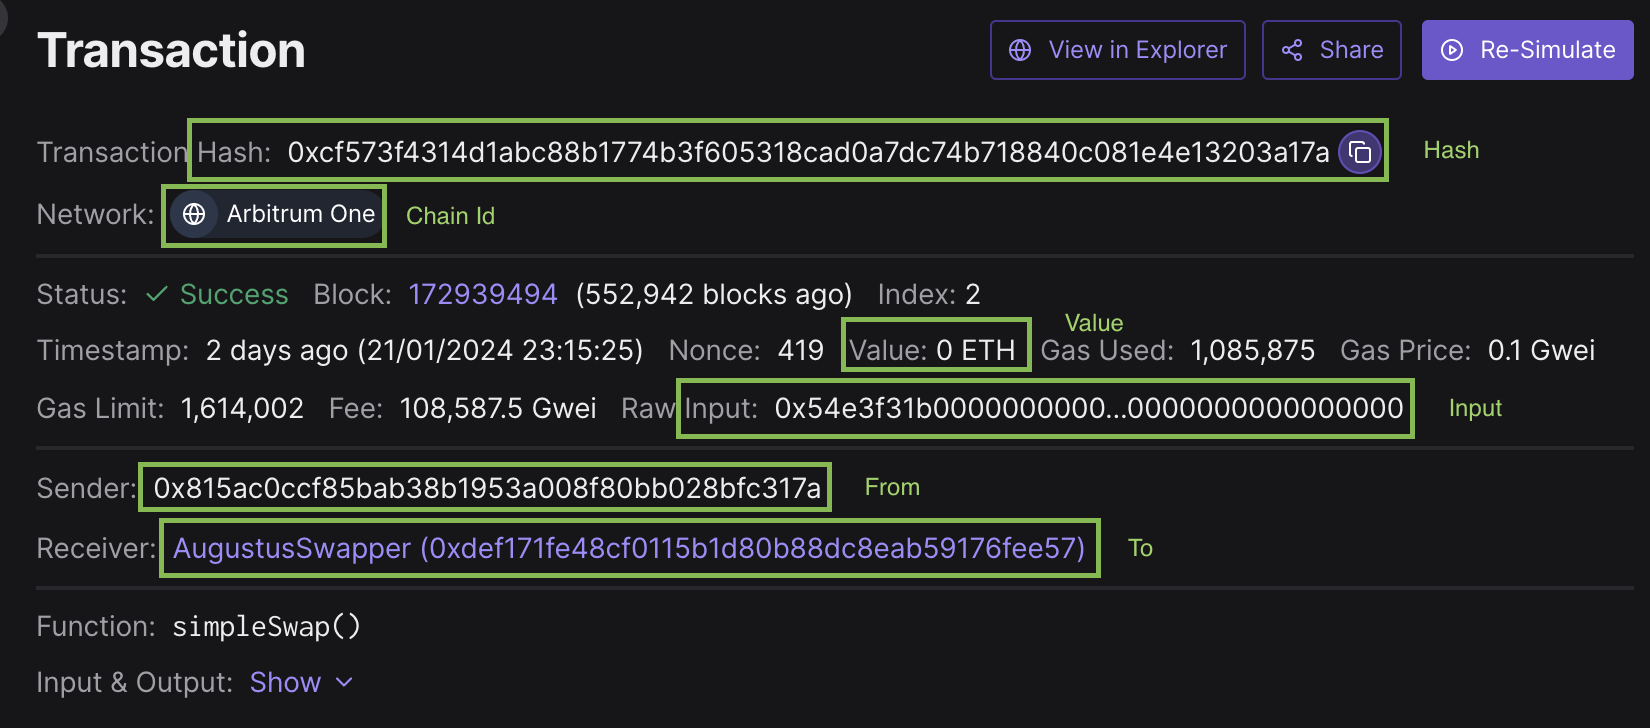 Transaction
View in Explorer
Share
Re-Simulate
Transaction Hash: 0xcf573f4314d1abc88b1774b3f605318cad0a7dc74b718840c081e4e13203a17a Hash
Network: Arbitrum One Chain Id
Status: Success Block: 172939494 (552,942 blocks ago) Index: 2
Value
Timestamp: 2 days ago (21/01/2024 23:15:25) Nonce: 419 Value: 0 ETH Gas Used: 1,085,875 Gas Price: 0.1 Gwei
Gas Limit: 1,614,002 Fee: 108,587.5 Gwei Raw Input: 0x54e3f31b0000000000...0000000000000000 Input
Sender: 0x815ac0ccf85bab38b1953a008f80bb028bfc317a From
Receiver: AugustusSwapper (0xdef171fe48cf0115b1d80b88dc8eab59176fee57) To
Function: simpleSwap()
Input & Output: Show